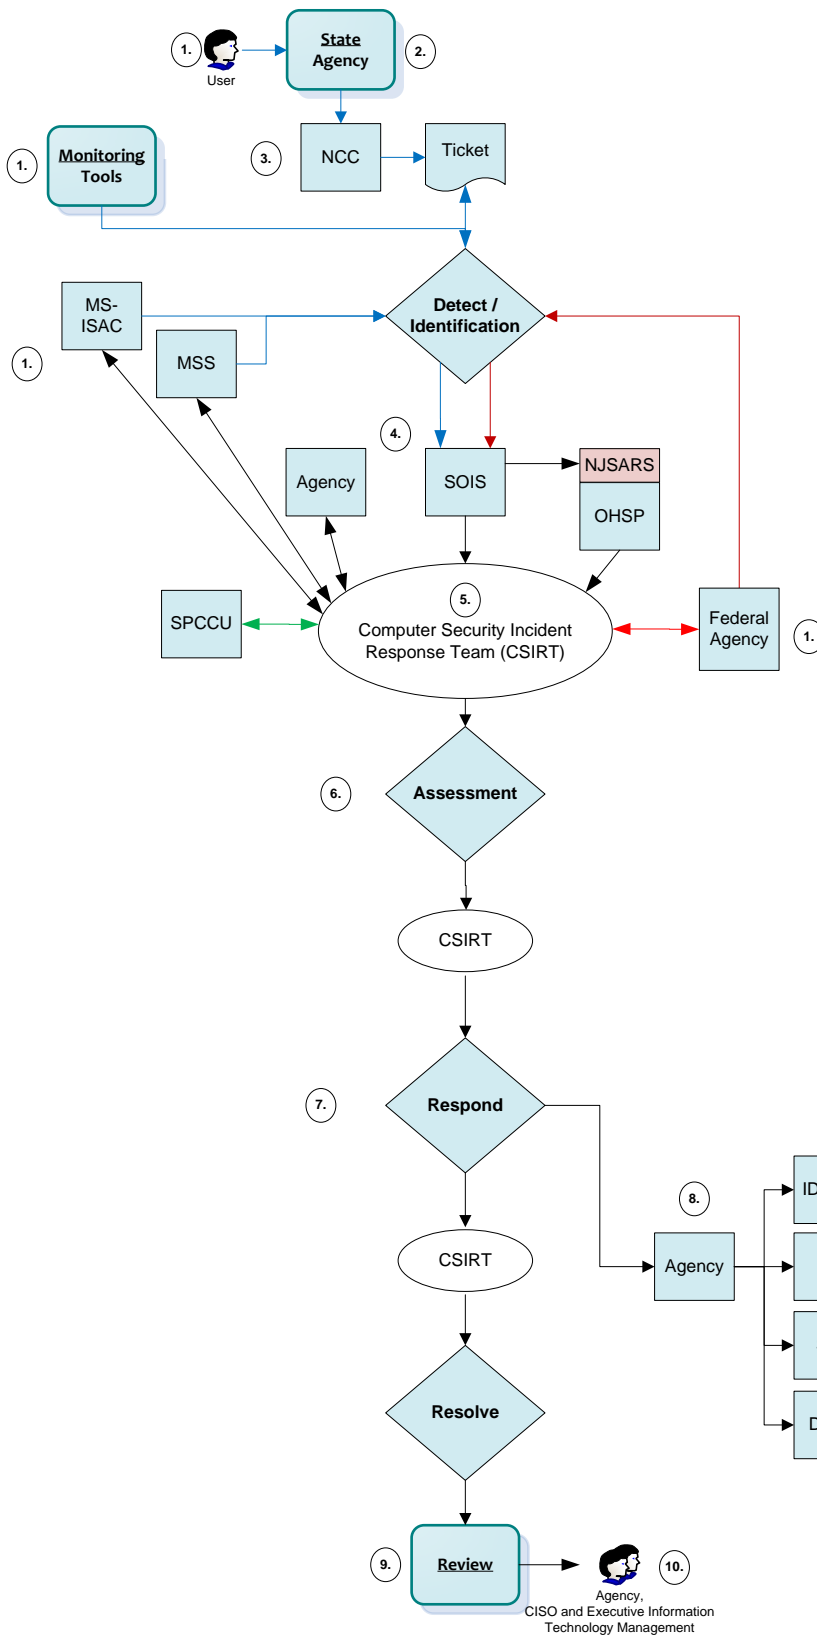 1.
User
State
Agency
2.
1.
Monitoring
Tools
3.
NCC
Ticket
MS-
ISAC
1.
MSS
Detect /
Identification
4.
Agency
SOIS
NJSARS
OHSP
SPCCU
5.
Computer Security Incident
Response Team (CSIRT)
Federal
Agency
1.
6.
Assessment
CSIRT
7.
Respond
8.
CSIRT
Agency
ID
D
Resolve
9.
Review
10.
Agency,
CISO and Executive Information
Technology Management